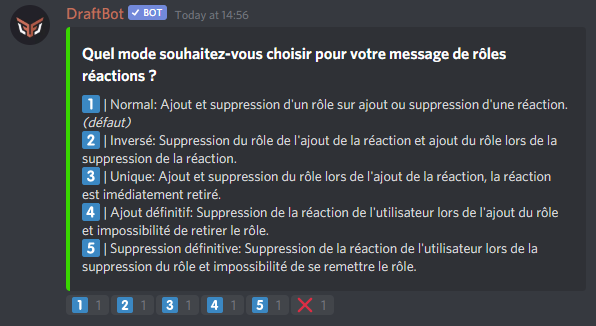 DraftBot ✓ BOT Today at 14:56
Quel mode souhaitez-vous choisir pour votre message de rôles
réactions ?
1 | Normal: Ajout et suppression d'un rôle sur ajout ou suppression d'une réaction.
(défaut)
2 | Inversé: Suppression du rôle de l'ajout de la réaction et ajout du rôle lors de la
suppression de la réaction.
3 | Unique: Ajout et suppression du rôle lors de l'ajout de la réaction, la réaction
est imédiatement retiré.
4 | Ajout définitif: Suppression de la réaction de l'utilisateur lors de l'ajout du rôle
et impossibilité de retirer le rôle.
5 | Suppression définitive: Suppression de la réaction de l'utilisateur lors de la
suppression du rôle et impossibilité de se remettre le rôle.
1 1 2 1 3 1 4 1 5 1 ❌ 1